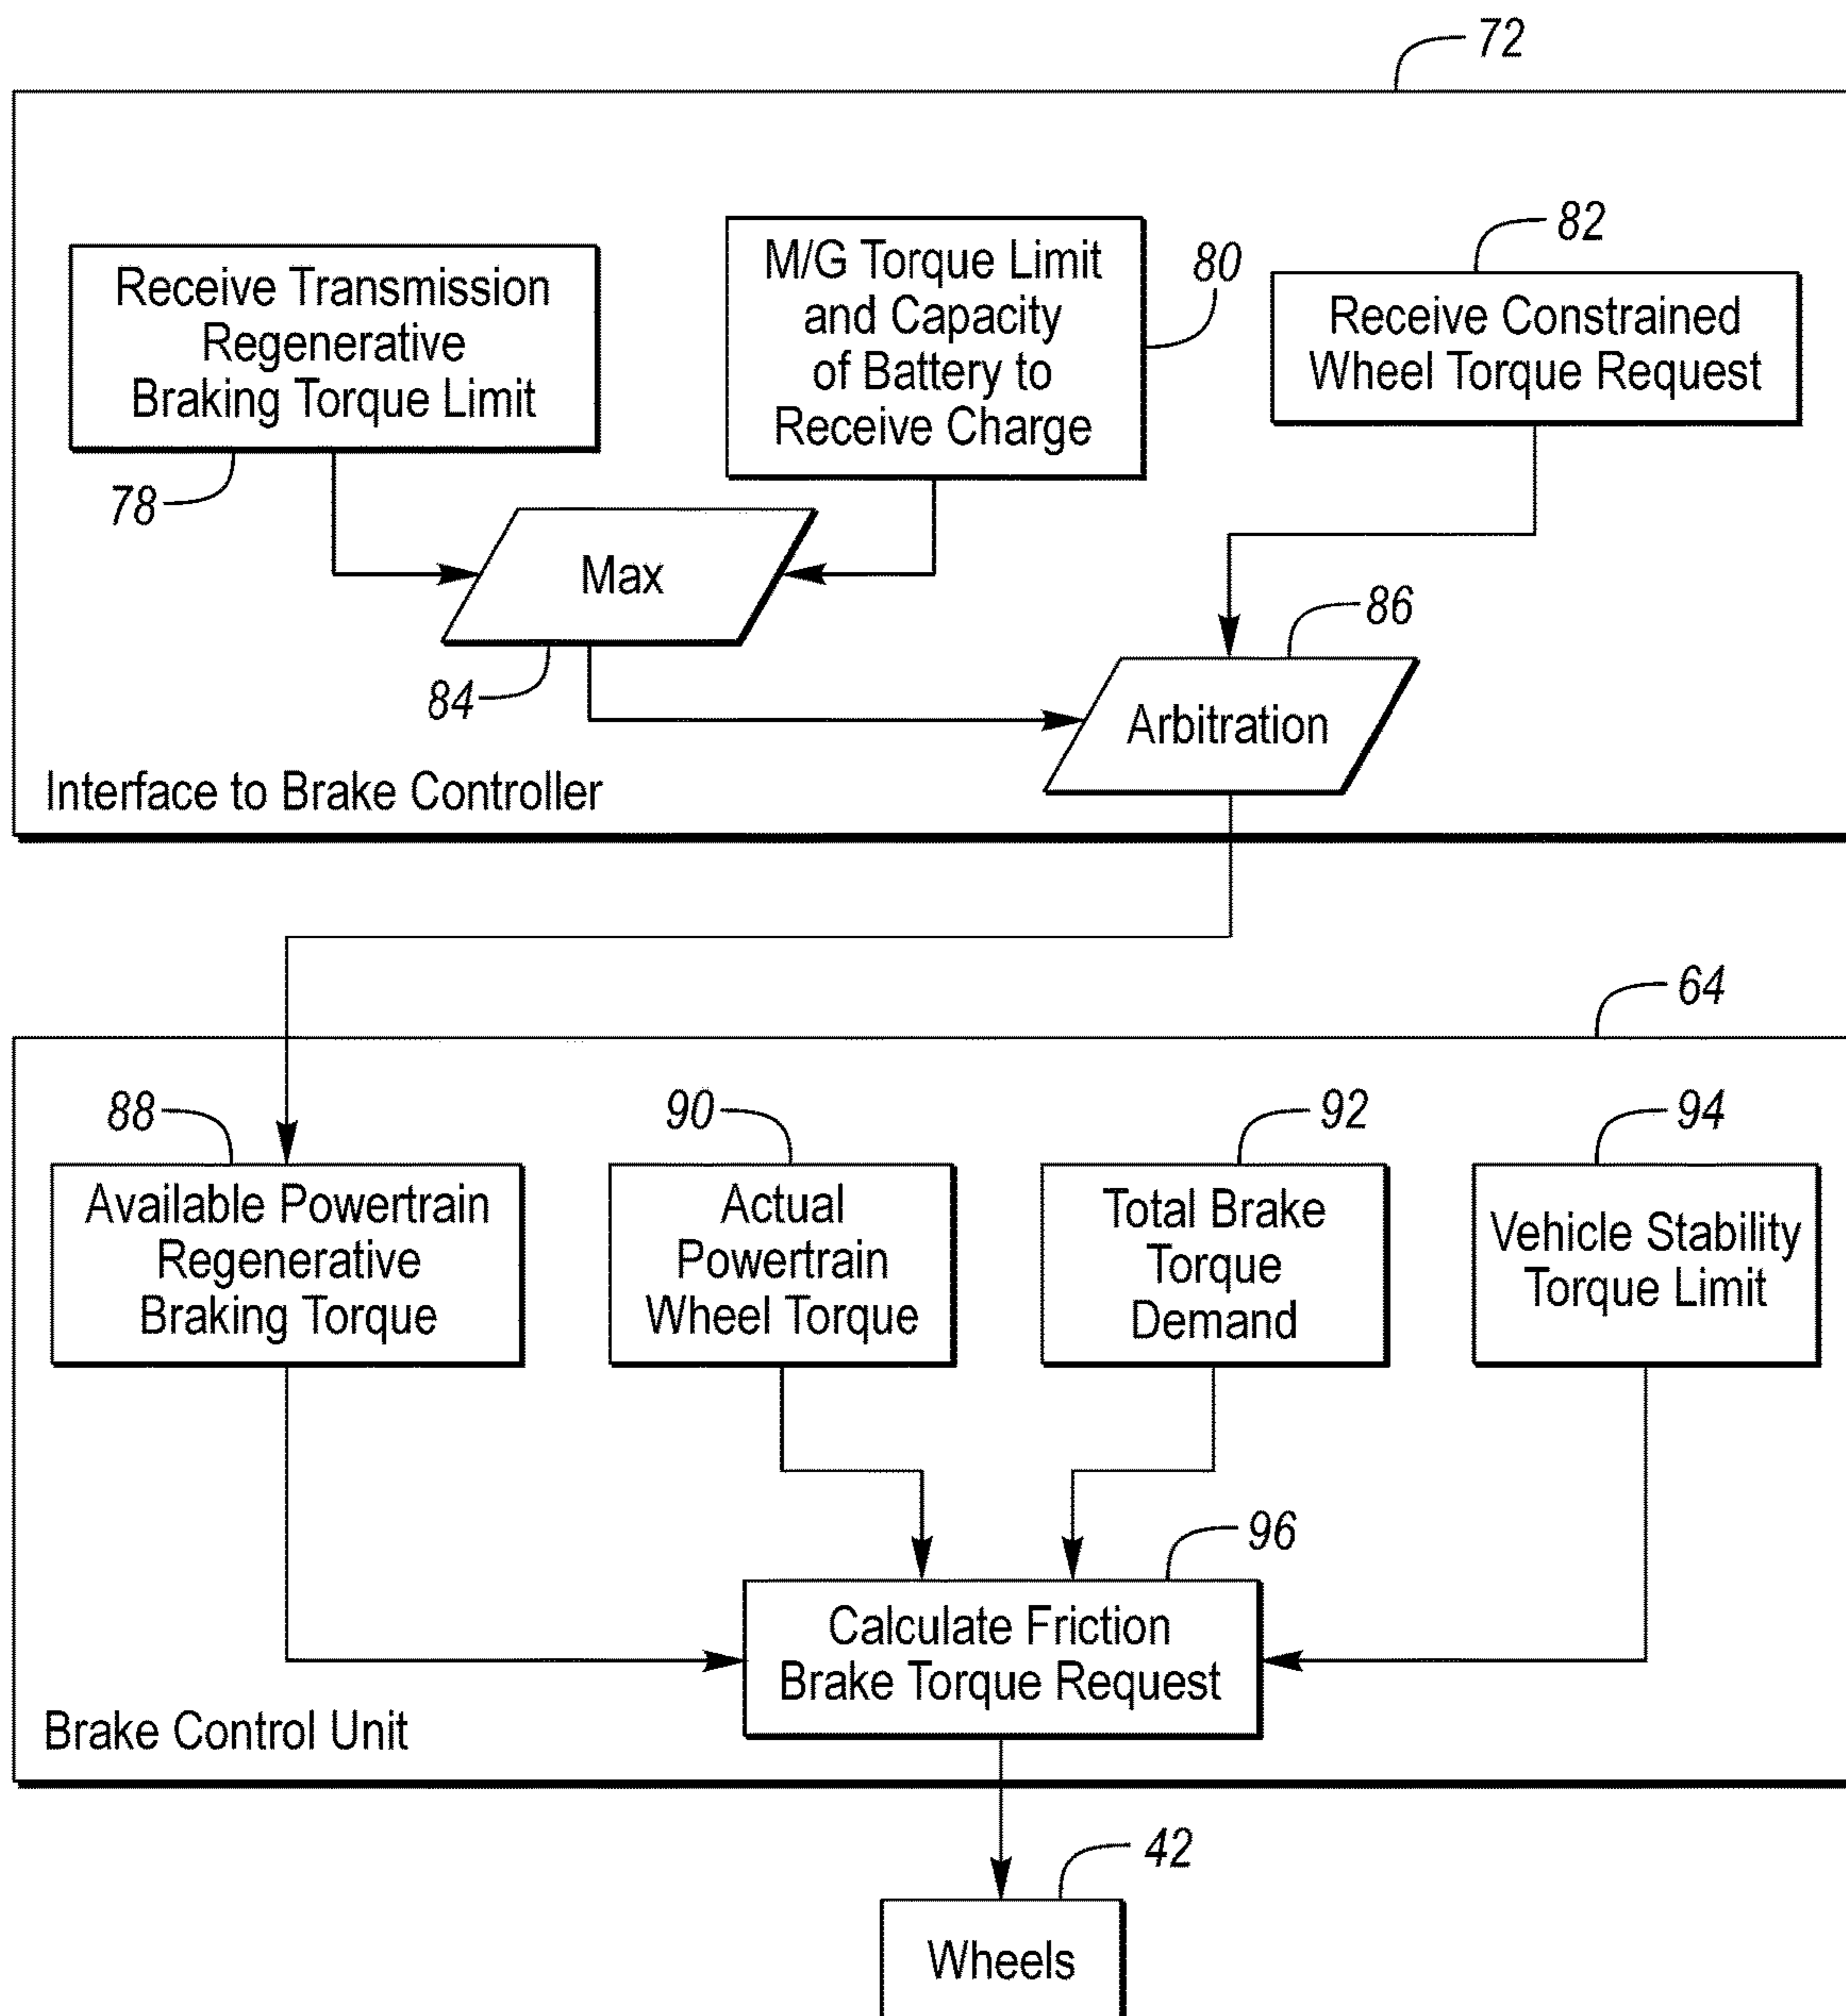 72
Receive Transmission
Regenerative
Braking Torque Limit
78
M/G Torque Limit
and Capacity
of Battery to
Receive Charge
80
82
Receive Constrained
Wheel Torque Request
Max
84
86
Arbitration
Interface to Brake Controller
64
88
Available Powertrain
Regenerative
Braking Torque
90
Actual
Powertrain
Wheel Torque
92
Total Brake
Torque
Demand
94
Vehicle Stability
Torque Limit
96
Calculate Friction
Brake Torque Request
Brake Control Unit
42
Wheels